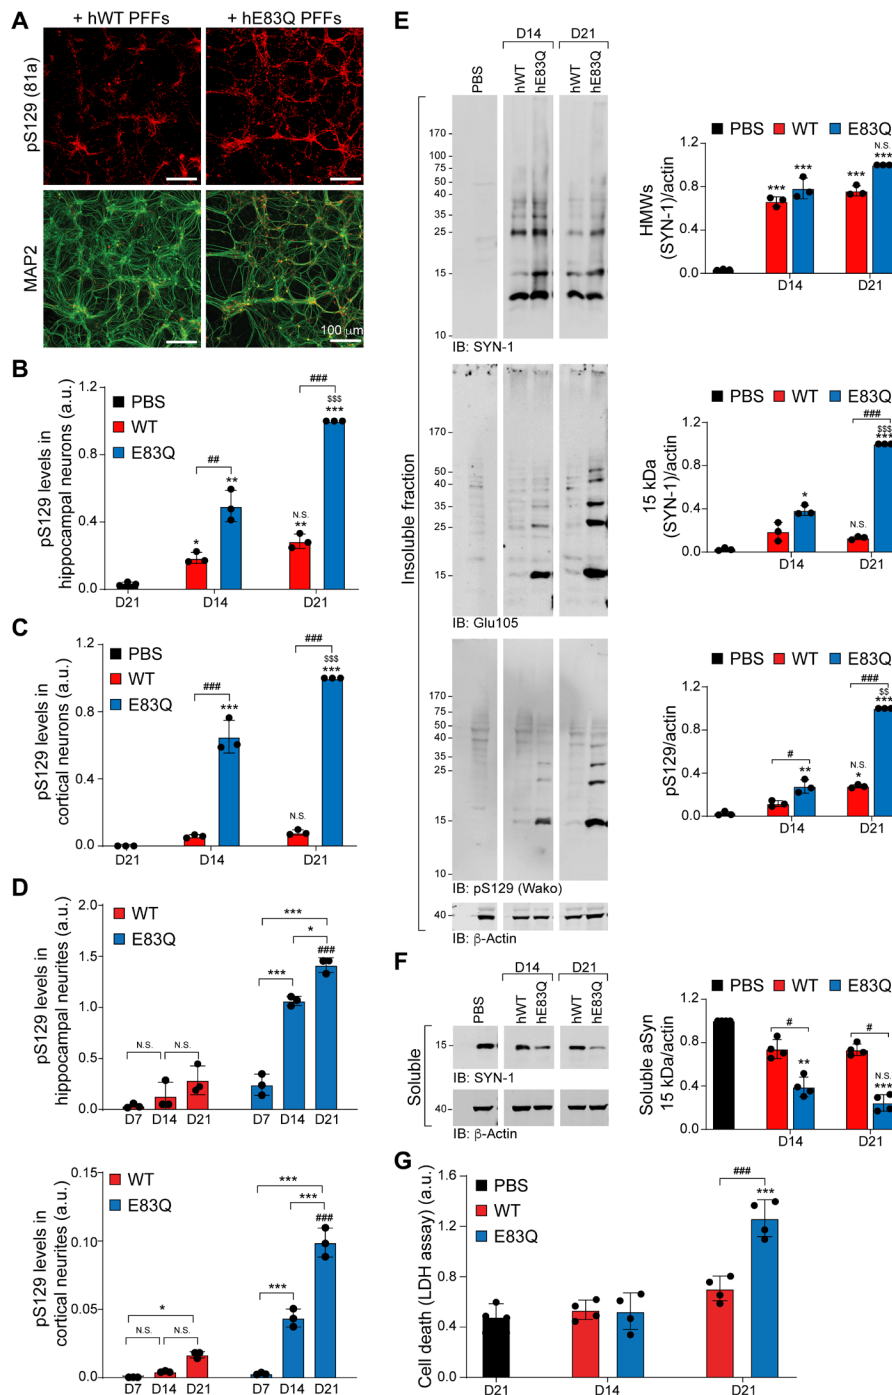 A
+ hWT PFFs
+ hE83Q PFFs
pS129 (81a)
MAP2
100 µm
B
pS129 levels in
hippocampal neurons (a.u.)
1.2
0.8
0.4
0.0
PBS
WT
E83Q
*
##
**
N.S.
**
###
$$$
***
D21
D14
D21
C
pS129 levels in
cortical neurons (a.u.)
1.2
0.8
0.4
0.0
PBS
WT
E83Q
###
***
N.S.
###
$$$
***
D21
D14
D21
D
pS129 levels in
hippocampal neurites (a.u.)
2.0
1.5
1.0
0.5
0.0
WT
E83Q
N.S.
N.S.
***
*
***
###
D7
D14
D21
D7
D14
D21
pS129 levels in
cortical neurites (a.u.)
0.15
0.10
0.05
0.00
WT
E83Q
*
N.S.
N.S.
***
***
***
###
D7
D14
D21
D7
D14
D21
E
Insoluble fraction
D14
D21
PBS
hWT
hE83Q
hWT
hE83Q
170
100
75
50
40
35
25
15
10
IB: SYN-1
170
50
40
35
25
15
IB: Glu105
170
75
50
40
35
25
15
10
IB: pS129 (Wako)
40
IB: β-Actin
PBS
WT
E83Q
HMWs
(SYN-1)/actin
1.2
0.8
0.4
0.0
***
***
***
N.S.
***
D14
D21
PBS
WT
E83Q
15 kDa
(SYN-1)/actin
1.2
0.8
0.4
0.0
*
N.S.
###
$$$
***
D14
D21
PBS
WT
E83Q
pS129/actin
1.2
0.8
0.4
0.0
#
**
N.S.
*
###
$$
***
D14
D21
F
Soluble
D14
D21
PBS
hWT
hE83Q
hWT
hE83Q
15
IB: SYN-1
40
IB: β-Actin
PBS
WT
E83Q
Soluble aSyn
15 kDa/actin
1.2
0.8
0.4
0.0
#
**
#
N.S.
***
D14
D21
G
Cell death (LDH assay) (a.u.)
1.6
1.2
0.8
0.4
0.0
PBS
WT
E83Q
###
***
D21
D14
D21